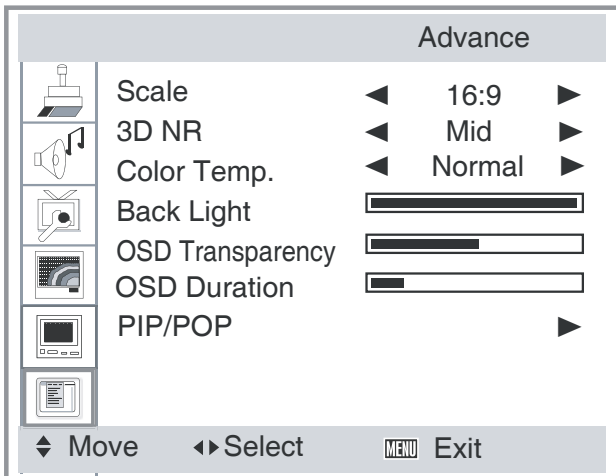 Advance
Scale 16:9
3D NR Mid
Color Temp. Normal
Back Light
OSD Transparency
OSD Duration
PIP/POP
Move Select MENU Exit